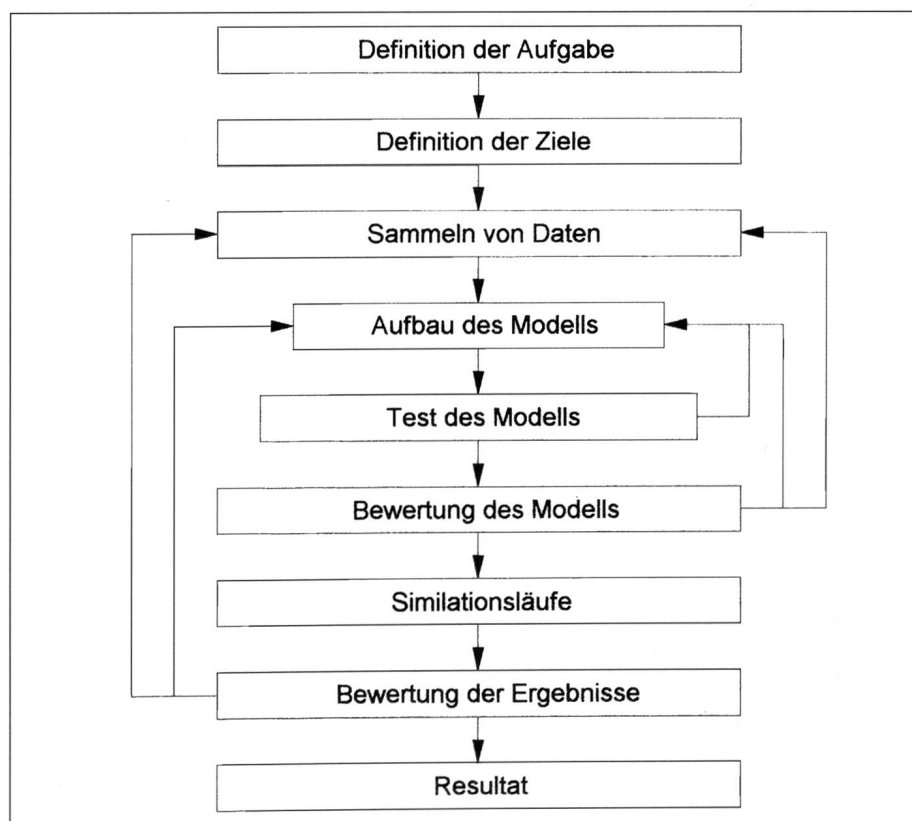 Definition der Aufgabe
Definition der Ziele
Sammeln von Daten
Aufbau des Modells
Test des Modells
Bewertung des Modells
Similationsläufe
Bewertung der Ergebnisse
Resultat